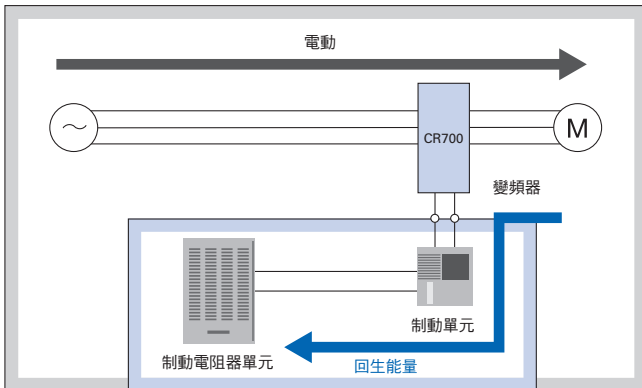 電動
CR700
M
變頻器
制動單元
制動電阻器單元
回生能量